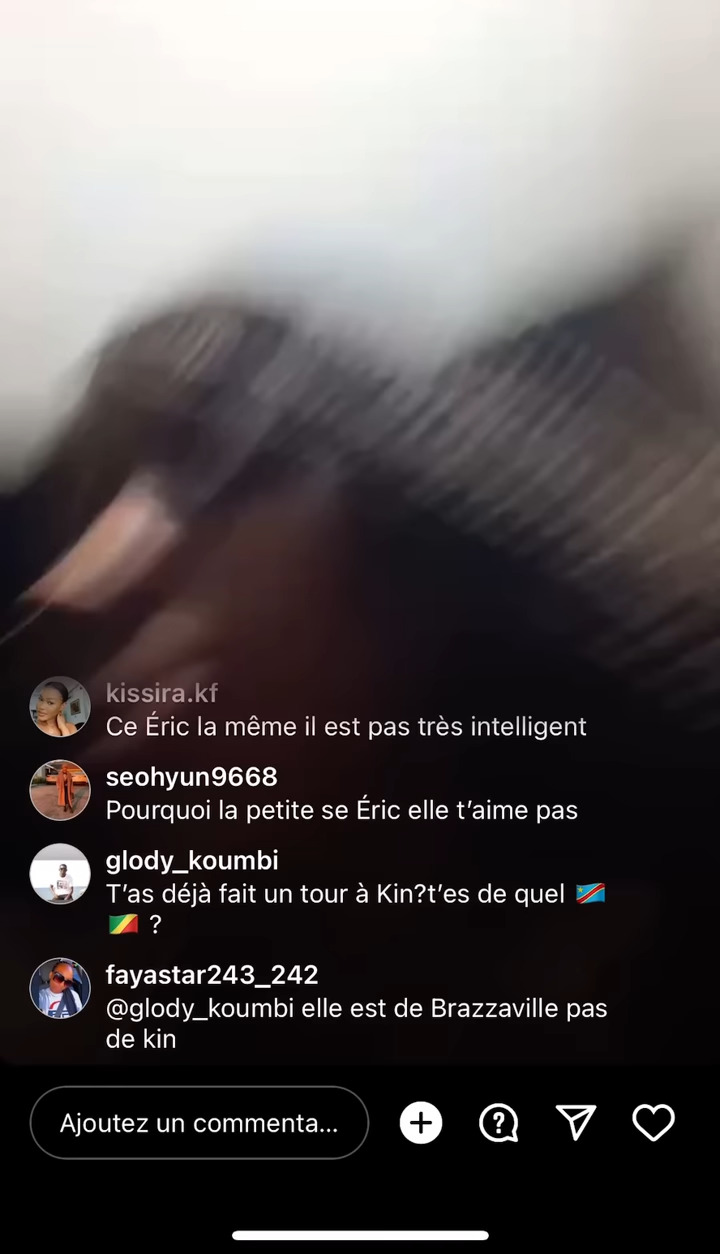 kissira.kf
Ce Éric la même il est pas très intelligent
seohyun9668
Pourquoi la petite se Éric elle t’aime pas
glody_koumbi
T’as déjà fait un tour à Kin?t’es de quel 🇨🇩
🇨🇬 ?
fayastar243_242
@glody_koumbi elle est de Brazzaville pas
de kin
Ajoutez un commenta...